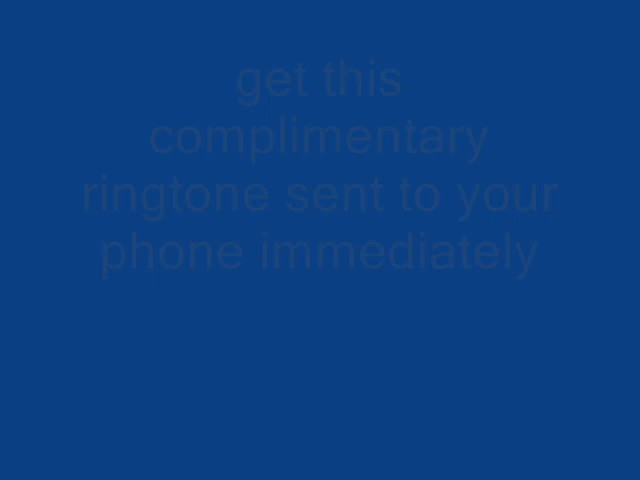 get this
complimentary
ringtone sent to your
phone immediately